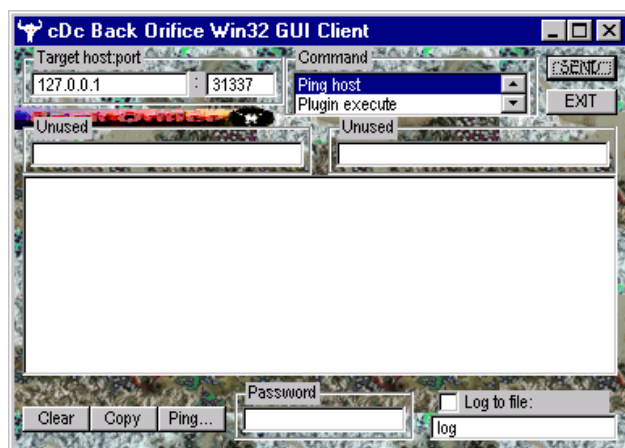 cDc Back Orifice Win32 GUI Client
Target host:port
Command
127.0.0.1 : 31337
Ping host
SEND
Plugin execute
EXIT
Unused
Unused
Password
Log to file:
Clear
Copy
Ping...
log